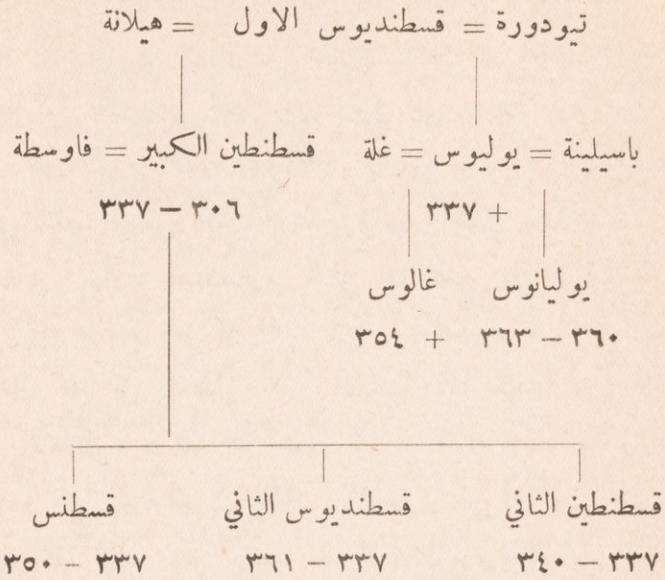 تيودورة = قسطنديوس الاول = هيلانة
باسيلينة = يوليوس = غلة قسطنطين الكبير = فاوسطة
+ ٣٣٧ ٣٠٦ – ٣٣٧
يوليانوس غالوس
٣٦٠ – ٣٦٣ + ٣٥٤
قسطنطين الثاني قسطنديوس الثاني قسطنس
٣٣٧ – ٣٤٠ ٣٣٧ – ٣٦١ ٣٣٧ – ٣٥٠